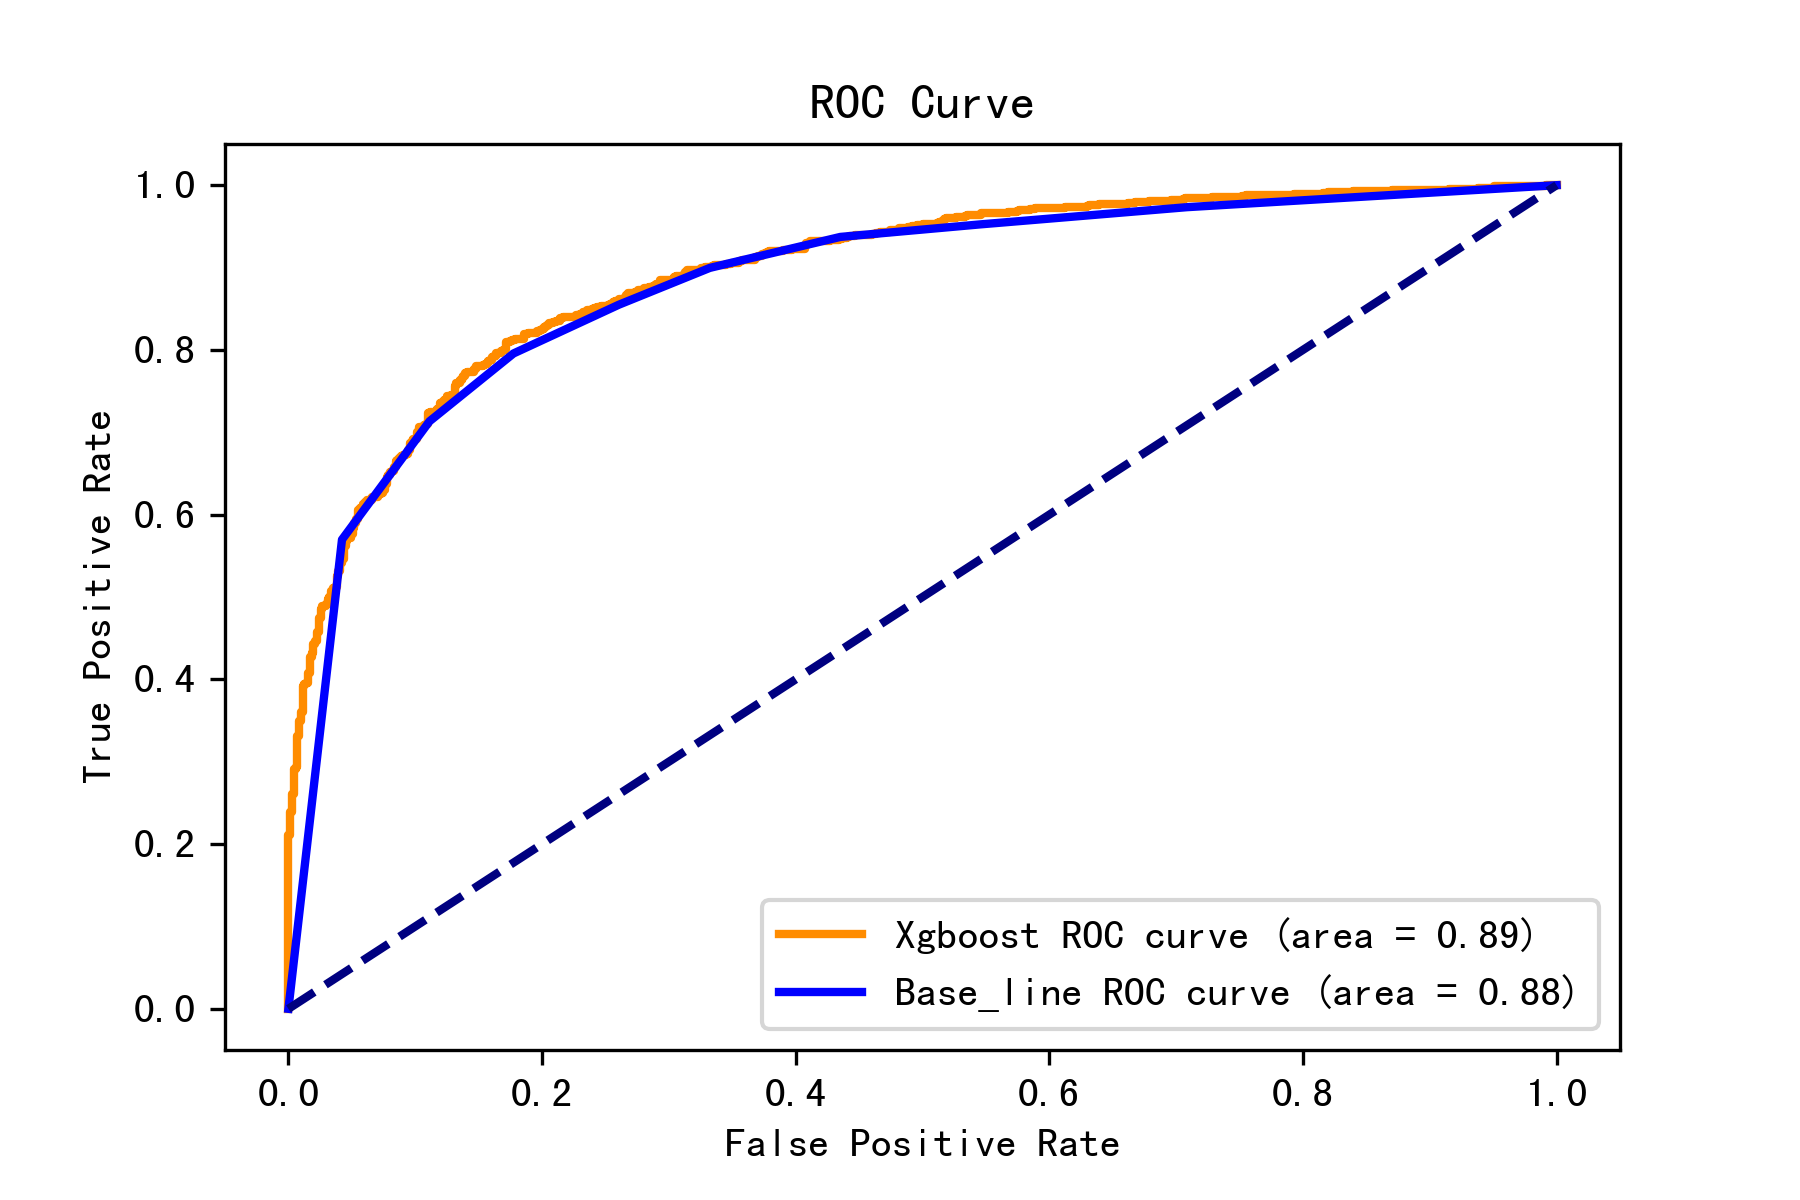 ROC Curve
1.0
0.8
0.6
0.4
0.2
0.0
True Positive Rate
Xgboost ROC curve (area = 0.89)
Base_line ROC curve (area = 0.88)
0.0 0.2 0.4 0.6 0.8 1.0
False Positive Rate